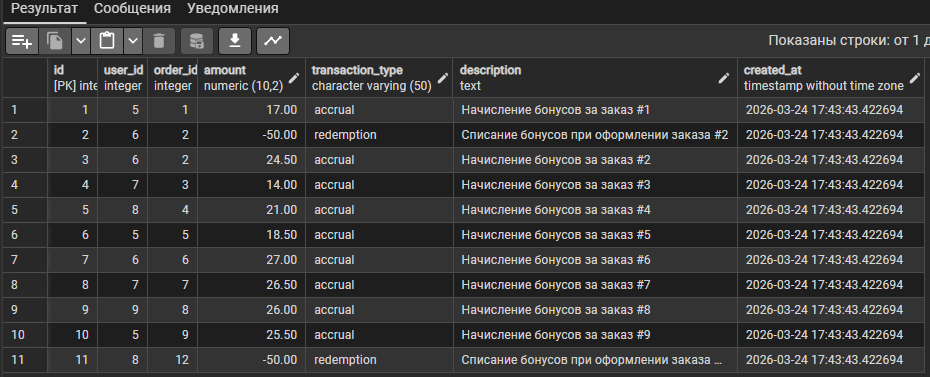 Результат Сообщения Уведомления
Показаны строки: от 1 д
id user_id order_id amount transaction_type description created_at
[PK] inte integer integer numeric (10,2) character varying (50) text timestamp without time zone
1 1 5 1 17.00 accrual Начисление бонусов за заказ #1 2026-03-24 17:43:43.422694
2 2 6 2 -50.00 redemption Списание бонусов при оформлении заказа #2 2026-03-24 17:43:43.422694
3 3 6 2 24.50 accrual Начисление бонусов за заказ #2 2026-03-24 17:43:43.422694
4 4 7 3 14.00 accrual Начисление бонусов за заказ #3 2026-03-24 17:43:43.422694
5 5 8 4 21.00 accrual Начисление бонусов за заказ #4 2026-03-24 17:43:43.422694
6 6 5 5 18.50 accrual Начисление бонусов за заказ #5 2026-03-24 17:43:43.422694
7 7 6 6 27.00 accrual Начисление бонусов за заказ #6 2026-03-24 17:43:43.422694
8 8 7 7 26.50 accrual Начисление бонусов за заказ #7 2026-03-24 17:43:43.422694
9 9 9 8 26.00 accrual Начисление бонусов за заказ #8 2026-03-24 17:43:43.422694
10 10 5 9 25.50 accrual Начисление бонусов за заказ #9 2026-03-24 17:43:43.422694
11 11 8 12 -50.00 redemption Списание бонусов при оформлении заказа ... 2026-03-24 17:43:43.422694